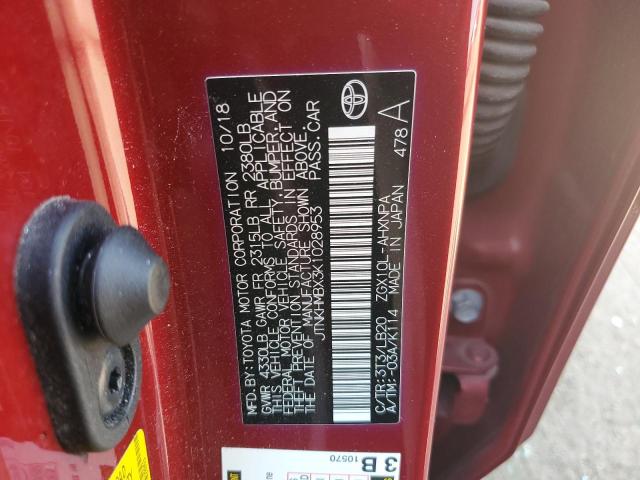 MFD.BY:TOYOTA MOTOR CORPORATION 10/18
GVWR 4330LB GAWR FR 2315LB RR 2380LB
THIS VEHICLE CONFORMS TO ALL APPLICABLE
FEDERAL MOTOR VEHICLE SAFETY, BUMPER, AND
THEFT PREVENTION STANDARDS IN EFFECT ON
THE DATE OF MANUFACTURE SHOWN ABOVE.
JTNKHMBX3K1028953 PASS.CAR
C/TR:3T3/LB20 ZGX10L-AHXNPA
A/TM:-03A/K114 MADE IN JAPAN
478 A
3B
10570